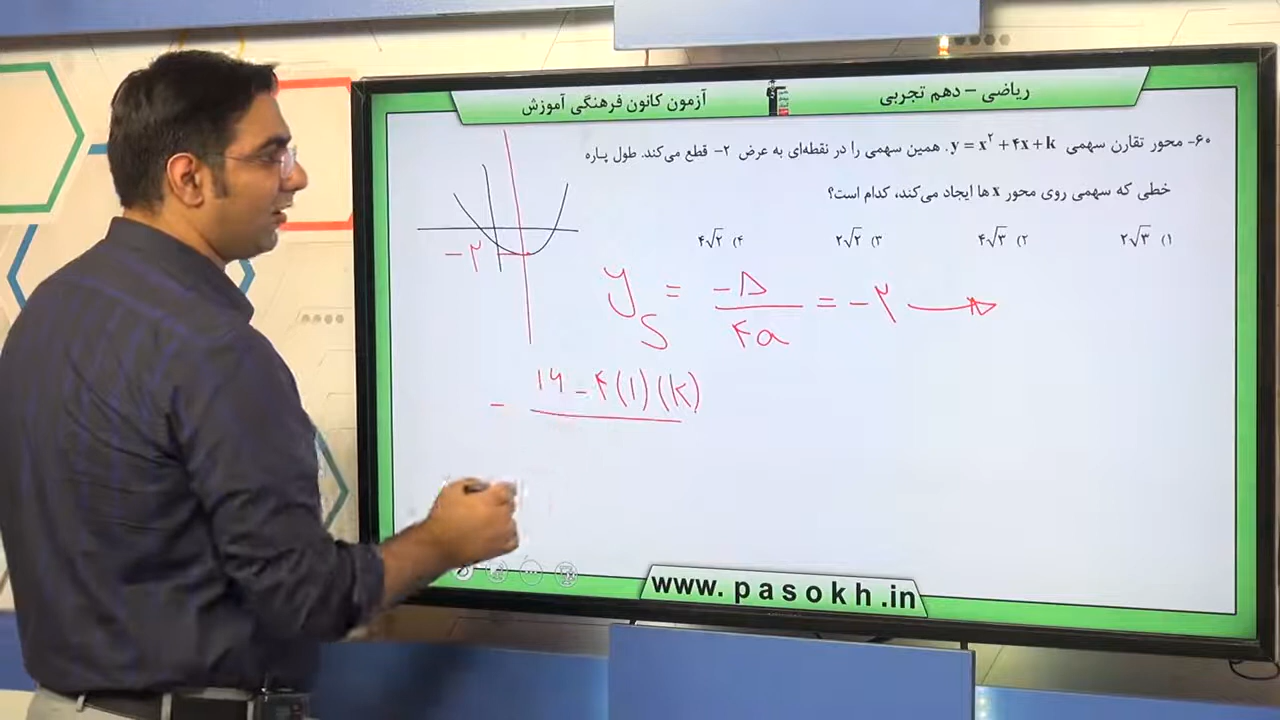 ریاضی – دهم تجربی
آزمون کانون فرهنگی آموزش
۶۰- محور تقارن سهمی y = x² + ۴x + k، همین سهمی را در نقطه‌ای به عرض ۲- قطع می‌کند. طول پاره
خطی که سهمی روی محور x ها ایجاد می‌کند، کدام است؟
۱) ۲√۳ ۲) ۴√۳ ۳) ۲√۲ ۴) ۴√۲
-۲
y_S = -Δ/۴a = -۲ →
- ۱۶ - ۴(۱)(k)
www.pasokh.in